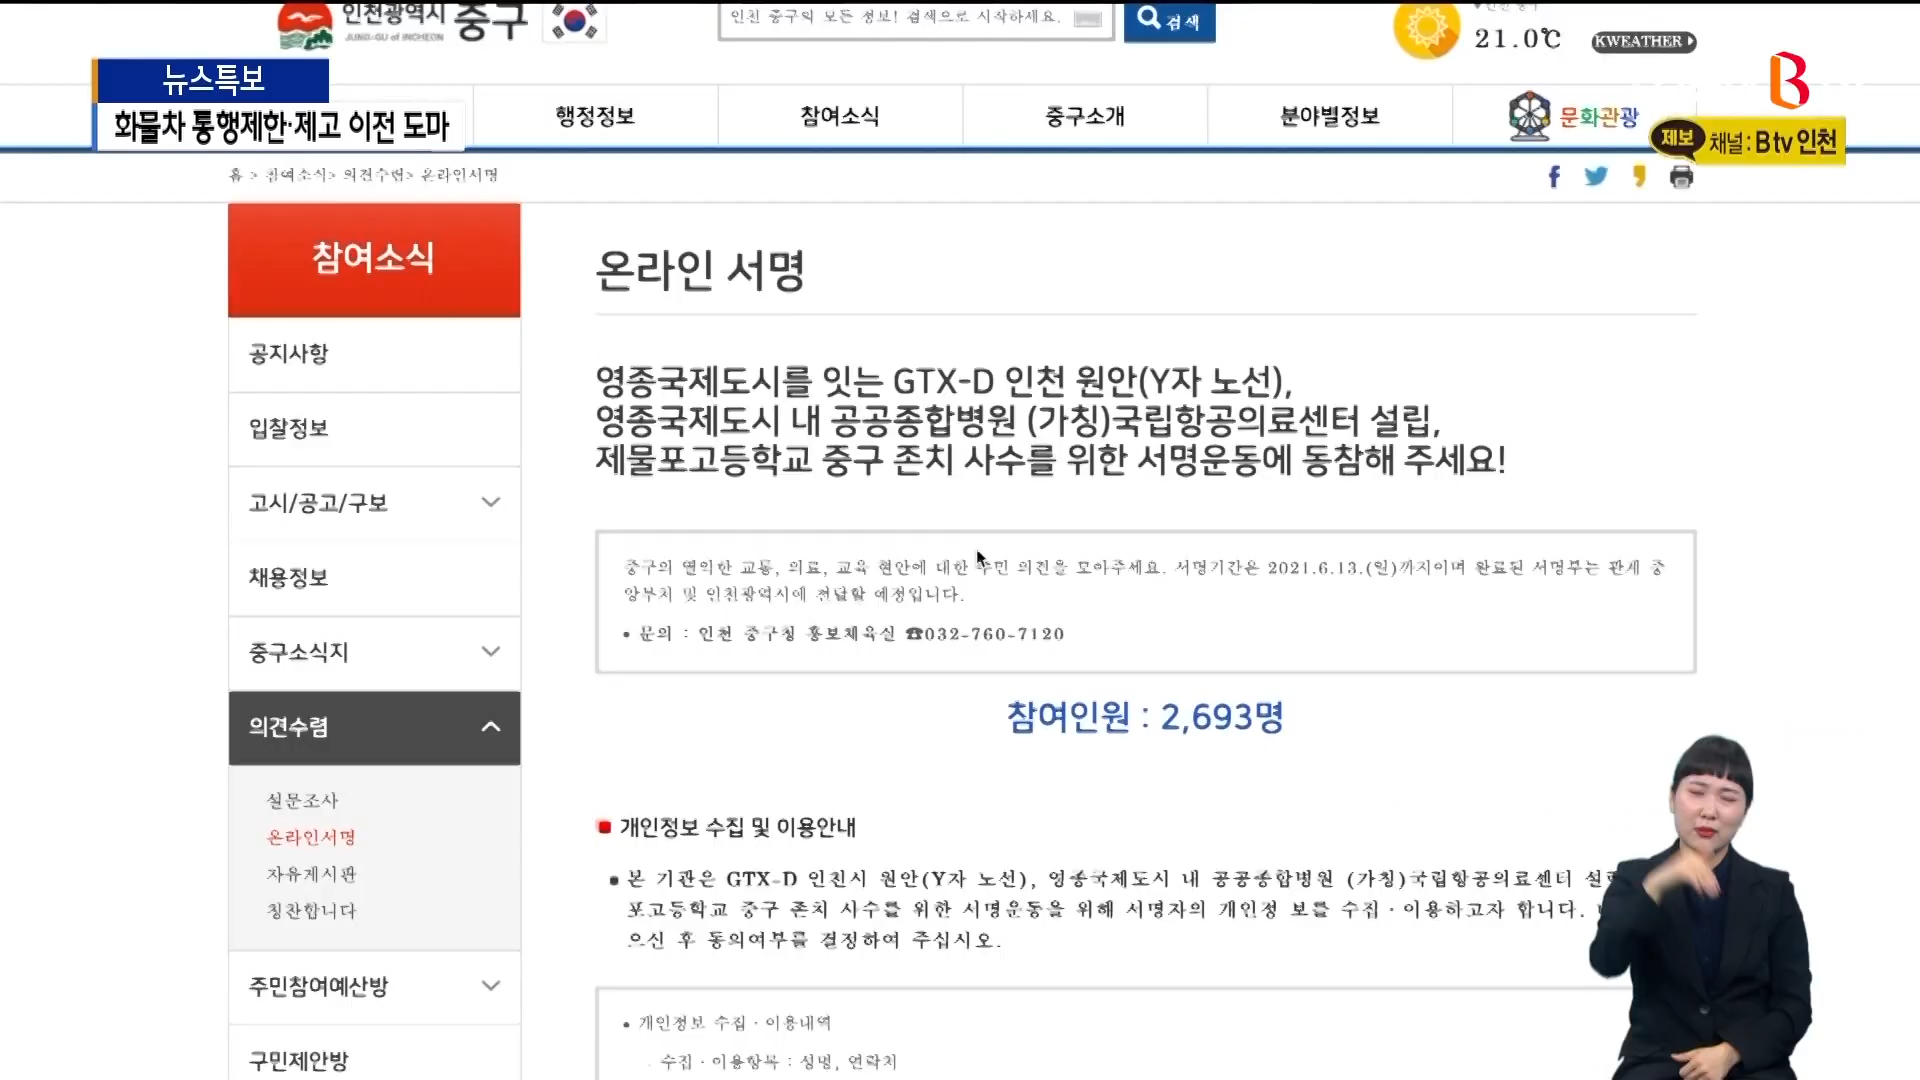 인천광역시 중구
JUNG-GU of INCHEON
인천 중구의 모든 정보! 검색으로 시작하세요.
검색
21.0℃
KWEATHER
뉴스특보
화물차 통행제한·제고 이전 도마
행정정보
참여소식
중구소개
분야별정보
문화관광
B
제보
채널 : B tv 인천
홈 > 참여소식> 의견수렴> 온라인서명
참여소식
공지사항
입찰정보
고시/공고/구보
채용정보
중구소식지
의견수렴
설문조사
온라인서명
자유게시판
칭찬합니다
주민참여예산방
구민제안방
온라인 서명
영종국제도시를 잇는 GTX-D 인천 원안(Y자 노선),
영종국제도시 내 공공종합병원 (가칭)국립항공의료센터 설립,
제물포고등학교 중구 존치 사수를 위한 서명운동에 동참해 주세요!
중구의 열악한 교통, 의료, 교육 현안에 대한 주민 의견을 모아주세요. 서명기간은 2021.6.13.(일)까지이며 완료된 서명부는 관계 중
앙부처 및 인천광역시에 전달할 예정입니다.
• 문의 : 인천 중구청 홍보체육실 ☎032-760-7120
참여인원 : 2,693명
개인정보 수집 및 이용안내
본 기관은 GTX-D 인천시 원안(Y자 노선), 영종국제도시 내 공공종합병원 (가칭)국립항공의료센터 설립
포고등학교 중구 존치 사수를 위한 서명운동을 위해 서명자의 개인정 보를 수집·이용하고자 합니다.
으신 후 동의여부를 결정하여 주십시오.
• 개인정보 수집·이용내역
수집·이용항목 : 성명, 연락처